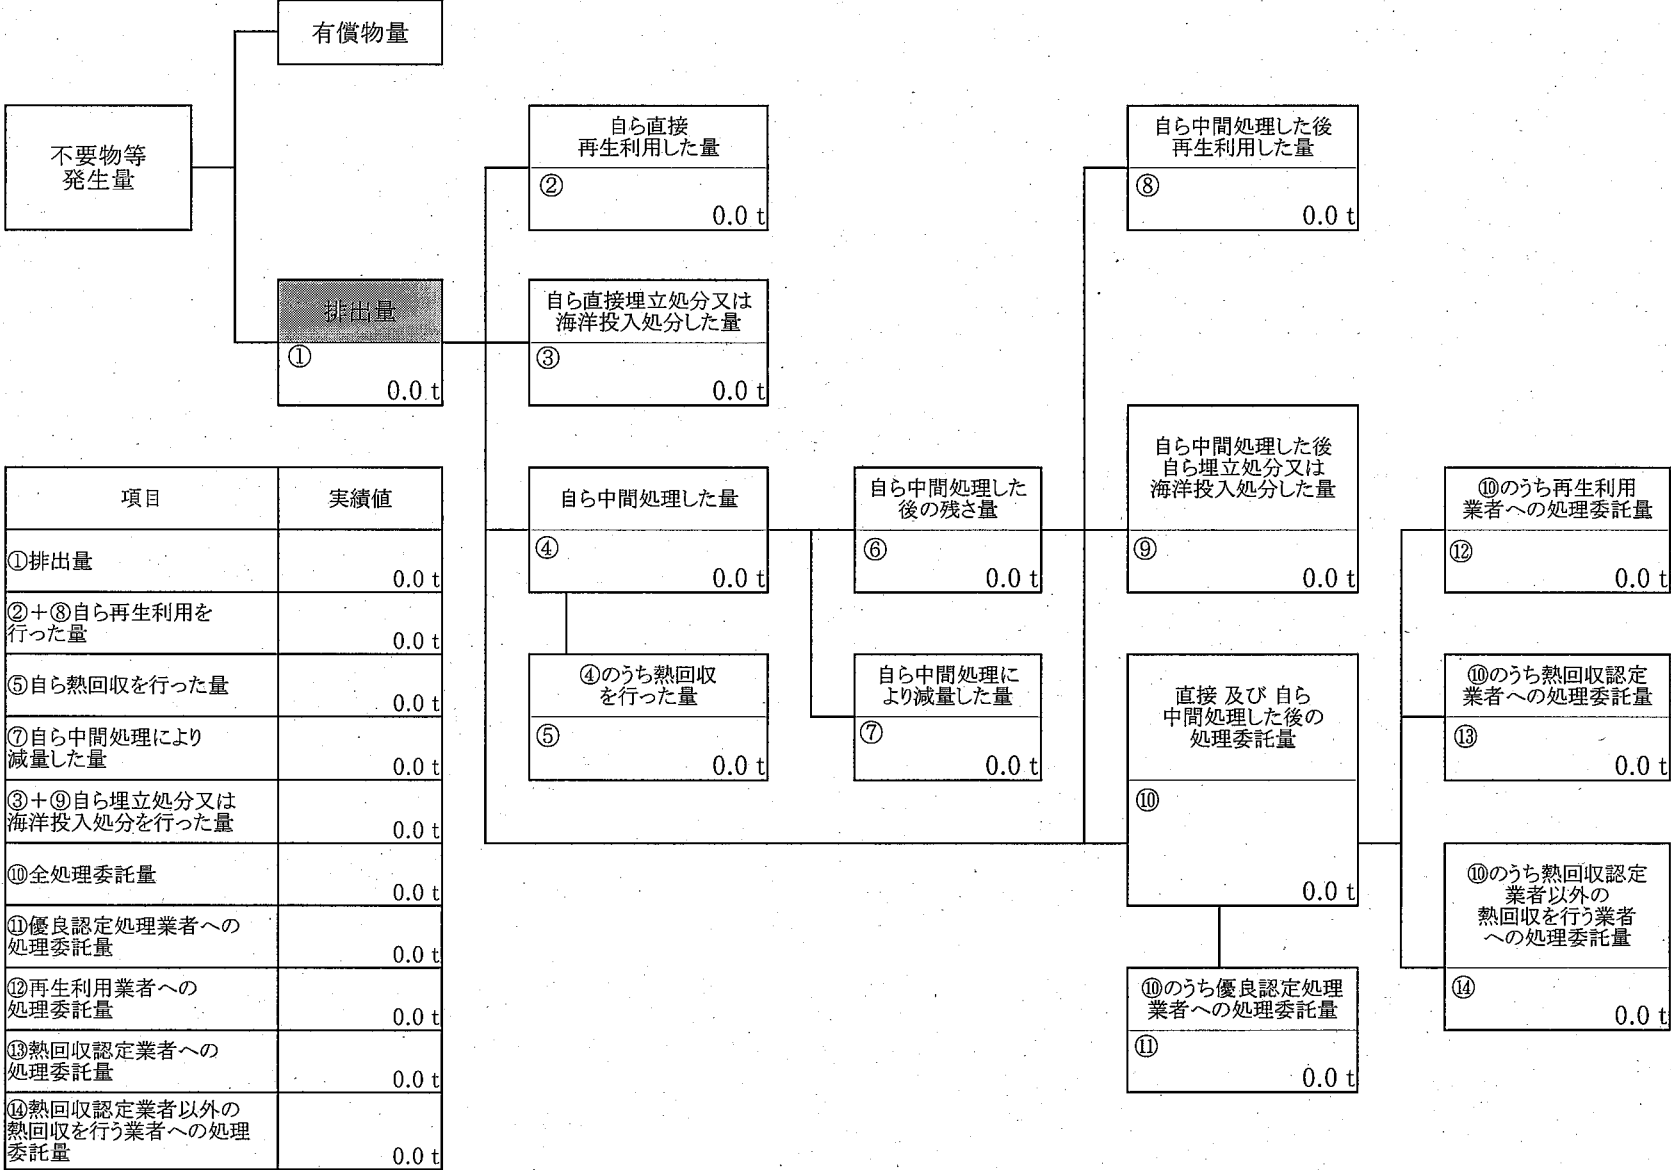 有償物量
不要物等
発生量
排出量
①
0.0 t
自ら直接
再生利用した量
②
0.0 t
自ら直接埋立処分又は
海洋投入処分した量
③
0.0 t
自ら中間処理した量
④
0.0 t
④のうち熱回収
を行った量
⑤
0.0 t
自ら中間処理した
後の残さ量
⑥
0.0 t
自ら中間処理に
より減量した量
⑦
0.0 t
自ら中間処理した後
再生利用した量
⑧
0.0 t
自ら中間処理した後
自ら埋立処分又は
海洋投入処分した量
⑨
0.0 t
直接 及び 自ら
中間処理した後の
処理委託量
⑩
0.0 t
⑩のうち優良認定処理
業者への処理委託量
⑪
0.0 t
⑩のうち再生利用
業者への処理委託量
⑫
0.0 t
⑩のうち熱回収認定
業者への処理委託量
⑬
0.0 t
⑩のうち熱回収認定
業者以外の
熱回収を行う業者
への処理委託量
⑭
0.0 t
項目 実績値
①排出量
0.0 t
②+⑧自ら再生利用を
行った量
0.0 t
⑤自ら熱回収を行った量
0.0 t
⑦自ら中間処理により
減量した量
0.0 t
③+⑨自ら埋立処分又は
海洋投入処分を行った量
0.0 t
⑩全処理委託量
0.0 t
⑪優良認定処理業者への
処理委託量
0.0 t
⑫再生利用業者への
処理委託量
0.0 t
⑬熱回収認定業者への
処理委託量
0.0 t
⑭熱回収認定業者以外の
熱回収を行う業者への処理
委託量
0.0 t